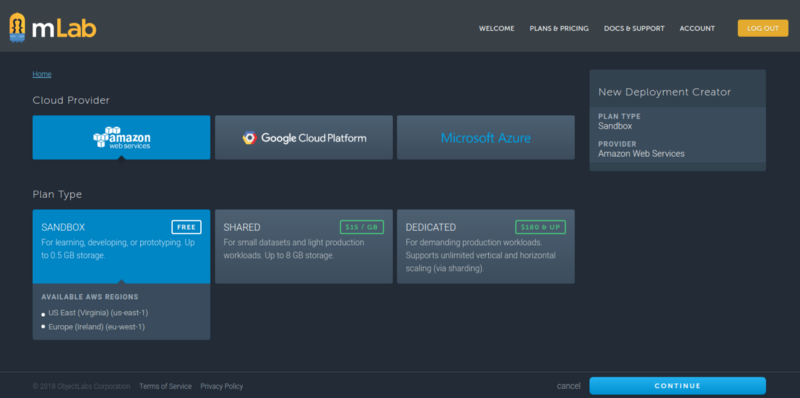 mLab
WELCOME
PLANS & PRICING
DOCS & SUPPORT
ACCOUNT
LOG OUT
Home
Cloud Provider
amazon
web services
Google Cloud Platform
Microsoft Azure
New Deployment Creator
PLAN TYPE
Sandbox
PROVIDER
Amazon Web Services
Plan Type
SANDBOX
FREE
For learning, developing, or prototyping. Up
to 0.5 GB storage.
SHARED
$15 / GB
For small datasets and light production
workloads. Up to 8 GB storage.
DEDICATED
$180 & UP
For demanding production workloads.
Supports unlimited vertical and horizontal
scaling (via sharding).
AVAILABLE AWS REGIONS
US East (Virginia) (us-east-1)
Europe (Ireland) (eu-west-1)
© 2018 ObjectLabs Corporation
Terms of Service
Privacy Policy
cancel
CONTINUE